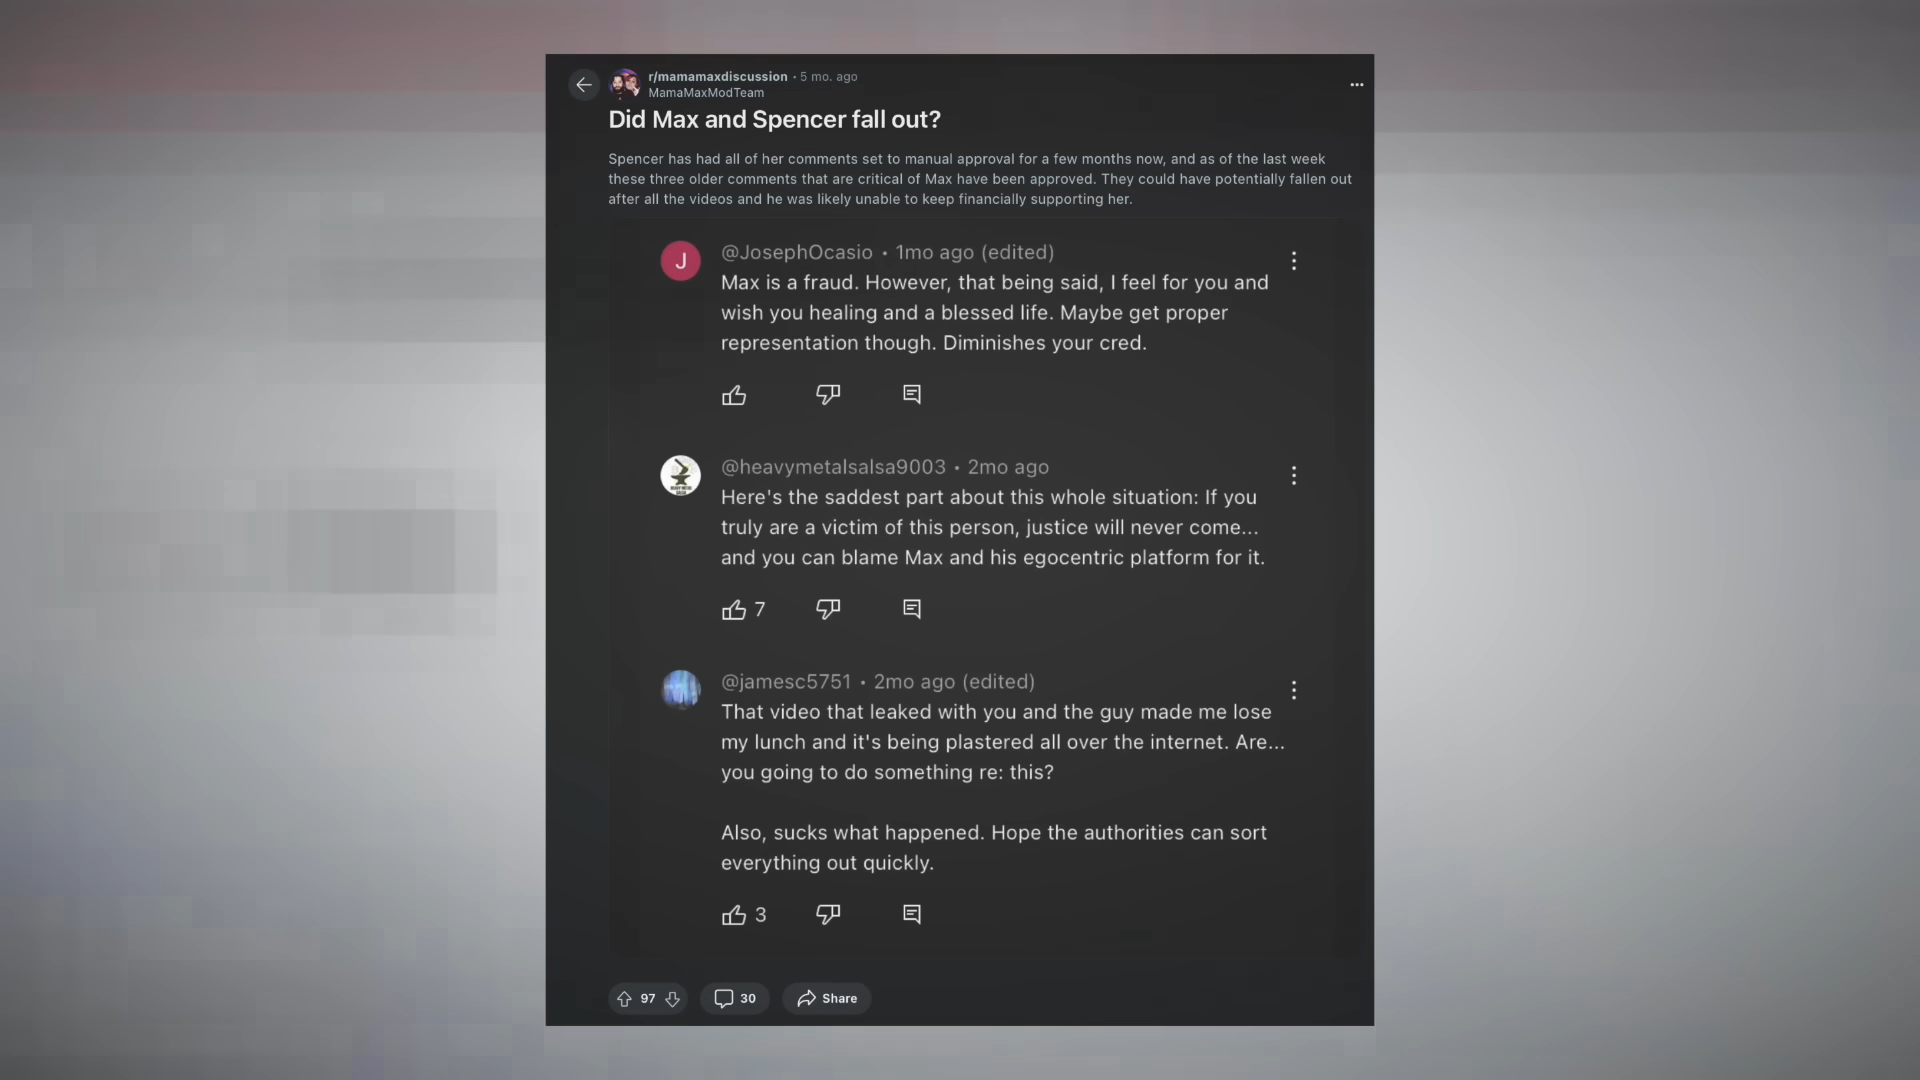 r/mamamaxdiscussion • 5 mo. ago
MamaMaxModTeam
Did Max and Spencer fall out?
Spencer has had all of her comments set to manual approval for a few months now, and as of the last week
these three older comments that are critical of Max have been approved. They could have potentially fallen out
after all the videos and he was likely unable to keep financially supporting her.
J
@JosephOcasio • 1mo ago (edited)
Max is a fraud. However, that being said, I feel for you and
wish you healing and a blessed life. Maybe get proper
representation though. Diminishes your cred.
@heavymetalsalsa9003 • 2mo ago
Here's the saddest part about this whole situation: If you
truly are a victim of this person, justice will never come...
and you can blame Max and his egocentric platform for it.
7
@jamesc5751 • 2mo ago (edited)
That video that leaked with you and the guy made me lose
my lunch and it's being plastered all over the internet. Are...
you going to do something re: this?
Also, sucks what happened. Hope the authorities can sort
everything out quickly.
3
97 30 Share